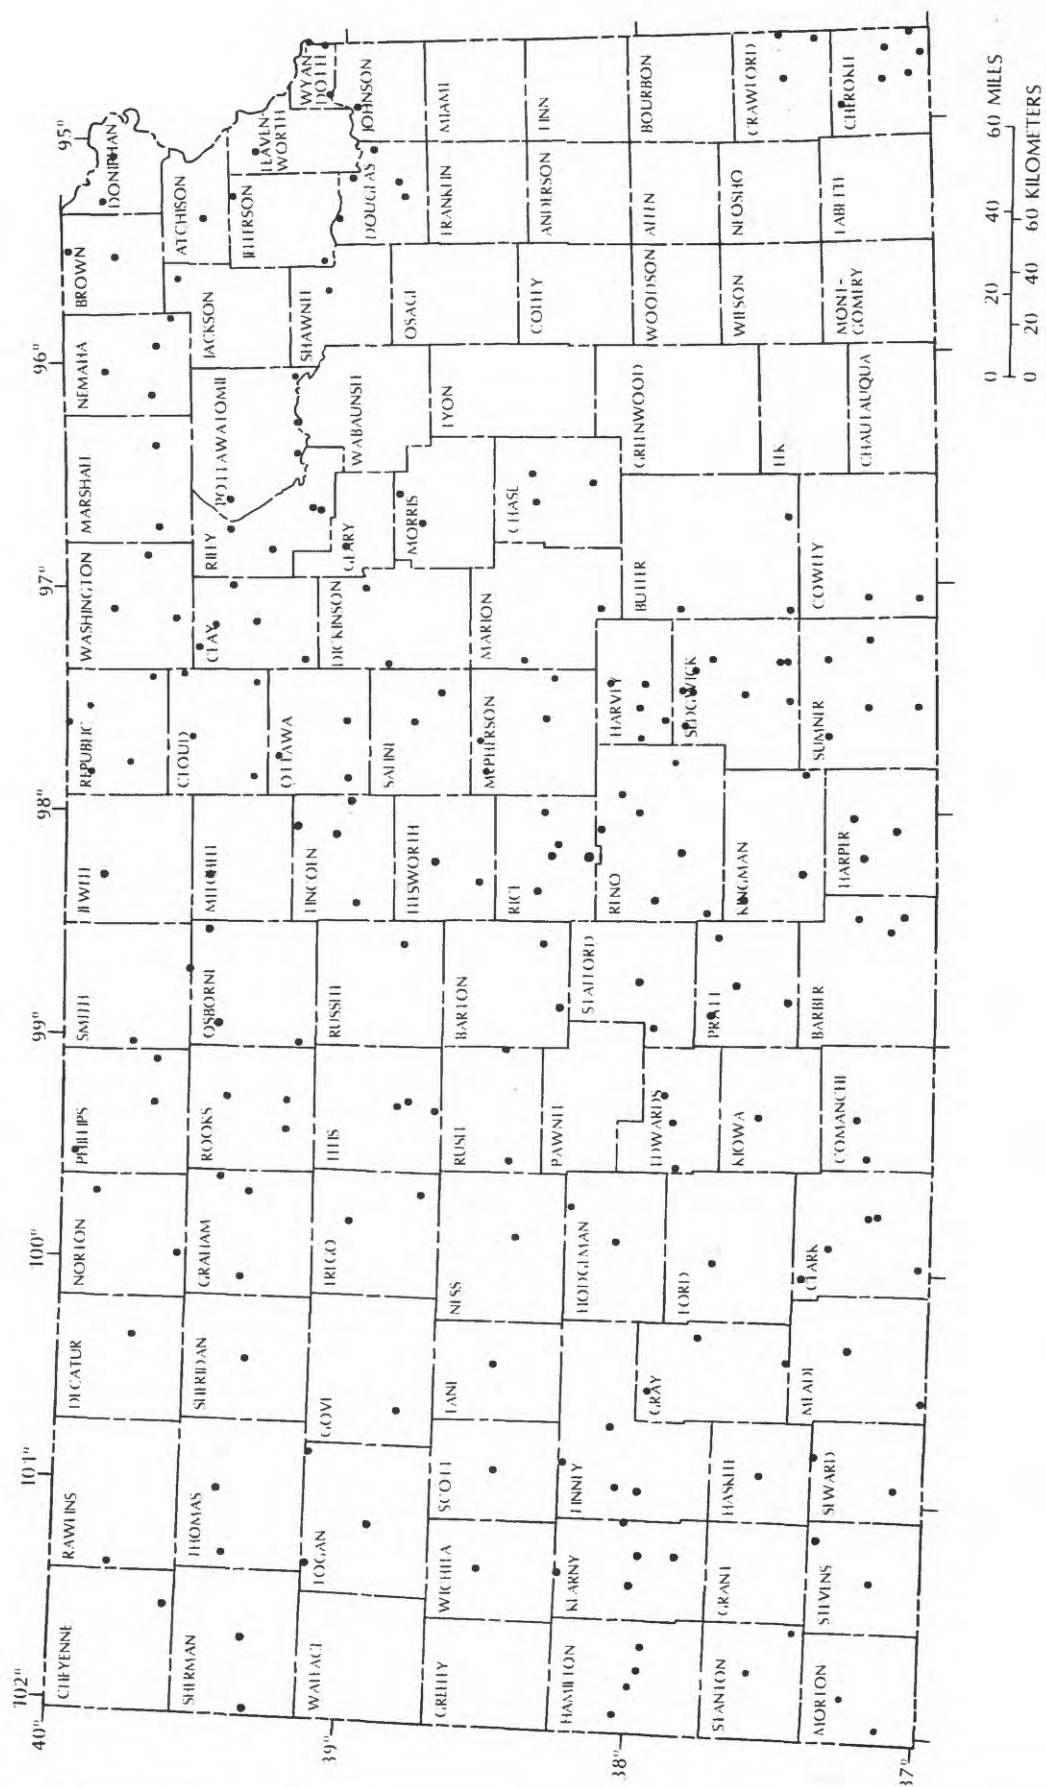 102° 101° 100° 99° 98° 97° 96° 95°
40°
39°
38°
37°
CHEYENNE RAWLINS DECATUR NORTON PHILLIPS SMITH JEWELL REPUBLIC WASHINGTON MARSHALL NEMAHA BROWN DONIPHAN
SHERMAN THOMAS SHERIDAN GRAHAM ROOKS OSBORNE MITCHELL CLOUD CLAY RILEY POTTAWATOMIE JACKSON ATCHISON
JEFFERSON LEAVEN-
WORTH WYAN
DOTTE
WALLACE LOGAN GOVE TREGO ELLIS RUSSELL LINCOLN OTTAWA DICKINSON GEARY WABAUNSEE SHAWNEE DOUGLAS JOHNSON
GREELEY WICHITA SCOTT LANE NESS RUSH BARTON ELLSWORTH SALINE MORRIS LYON OSAGE FRANKLIN MIAMI
HAMILTON KEARNY FINNEY HODGEMAN PAWNEE STAFFORD RICE McPHERSON MARION CHASE COFFEY ANDERSON LINN
GRAY FORD EDWARDS RENO HARVEY BUTLER GREENWOOD WOODSON ALLEN BOURBON
STANTON GRANT HASKELL KIOWA PRATT KINGMAN SEDGWICK ELK WILSON NEOSHO CRAWFORD
MORTON STEVENS SEWARD MEADE CLARK COMANCHE BARBER HARPER SUMNER COWLEY CHAUTAUQUA MONT-
GOMERY LABETTE CHEROKEE
0 20 40 60 MILES
0 20 40 60 KILOMETERS